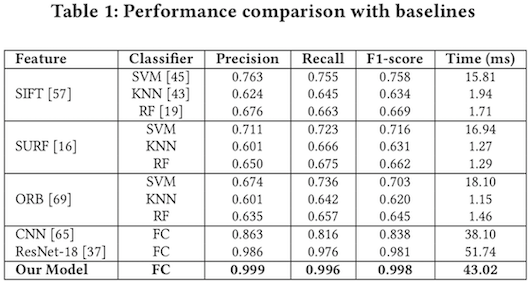 Table 1: Performance comparison with baselines
Feature Classifier Precision Recall F1-score Time (ms)
SIFT [57] SVM [45] 0.763 0.755 0.758 15.81
KNN [43] 0.624 0.645 0.634 1.94
RF [19] 0.676 0.663 0.669 1.71
SURF [16] SVM 0.711 0.723 0.716 16.94
KNN 0.601 0.666 0.631 1.27
RF 0.650 0.675 0.662 1.29
ORB [69] SVM 0.674 0.736 0.703 18.10
KNN 0.601 0.642 0.620 1.15
RF 0.635 0.657 0.645 1.46
CNN [65] FC 0.863 0.816 0.838 38.10
ResNet-18 [37] FC 0.986 0.976 0.981 51.74
Our Model FC 0.999 0.996 0.998 43.02